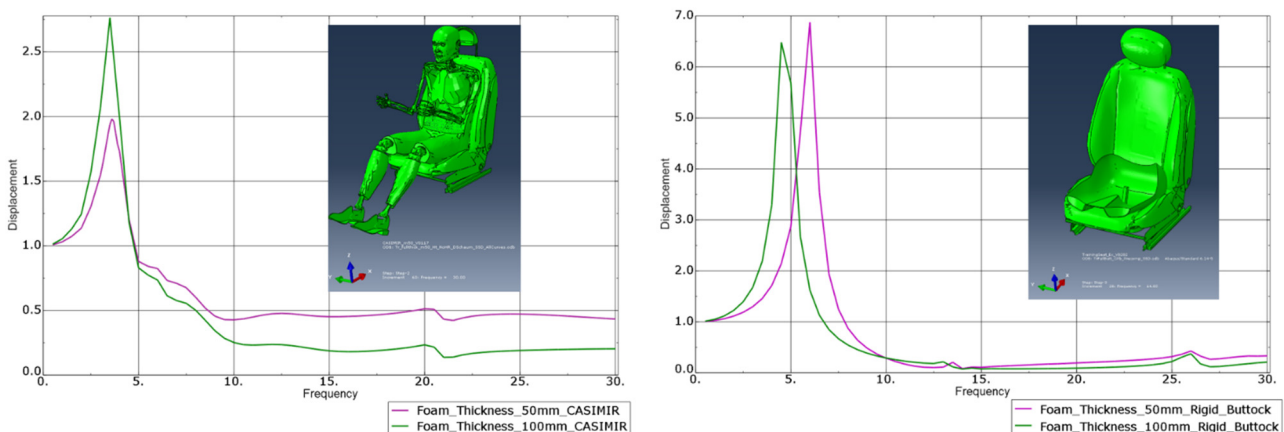 2.5
2.0
1.5
1.0
0.5
0.0
Displacement
0.
5.
10.
15.
20.
25.
30.
Frequency
Z
Y
X
Foam_Thickness_50mm_CASIMIR
Foam_Thickness_100mm_CASIMIR
7.0
6.0
5.0
4.0
3.0
2.0
1.0
0.0
Displacement
0.
5.
10.
15.
20.
25.
30.
Frequency
Z
Y
X
Foam_Thickness_50mm_Rigid_Buttock
Foam_Thickness_100mm_Rigid_Buttock